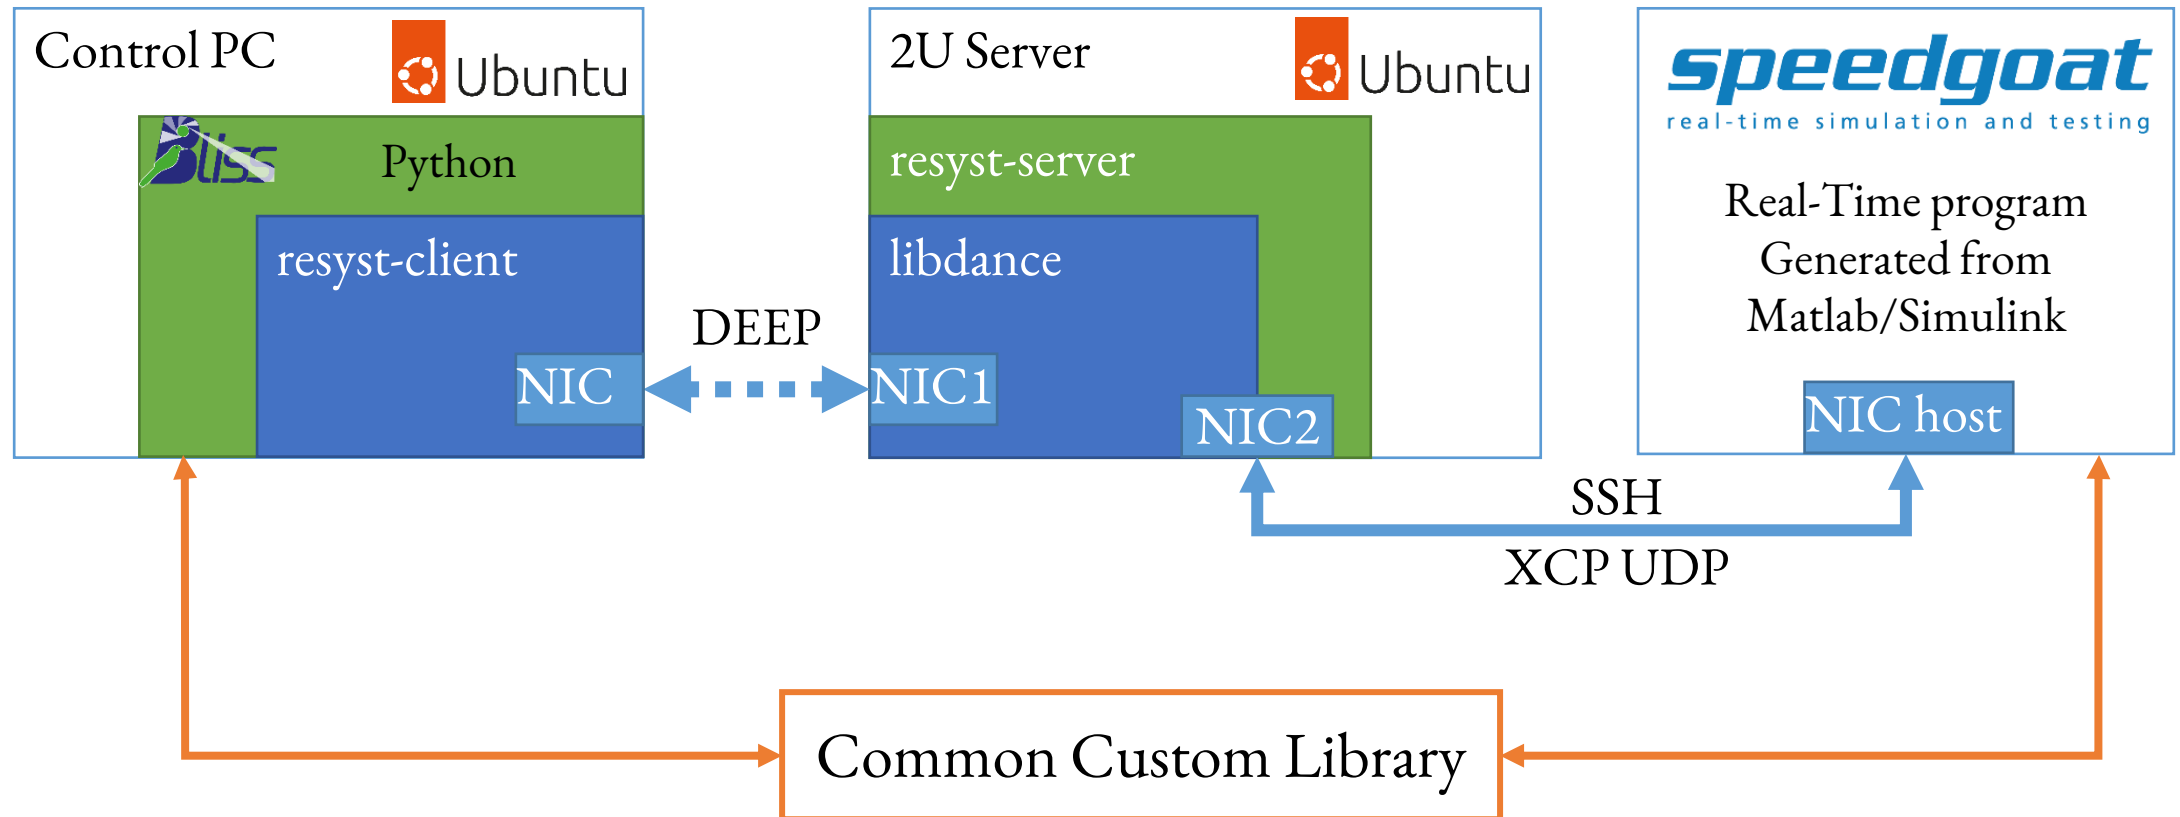 Control PC
Ubuntu
Bliss
Python
resyst-client
NIC
DEEP
2U Server
Ubuntu
resyst-server
libdance
NIC1
NIC2
speedgoat
real-time simulation and testing
Real-Time program
Generated from
Matlab/Simulink
NIC host
SSH
XCP UDP
Common Custom Library